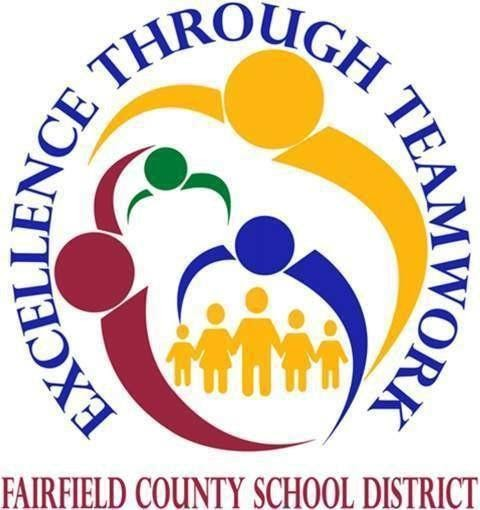 EXCELLENCE THROUGH TEAMWORK
FAIRFIELD COUNTY SCHOOL DISTRICT